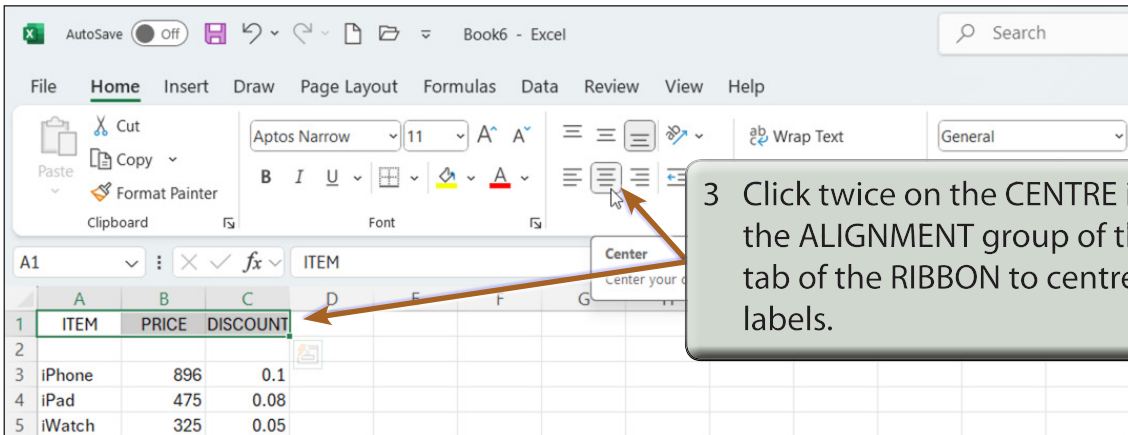 AutoSave Off Book6 - Excel Search
File Home Insert Draw Page Layout Formulas Data Review View Help
Cut
Copy
Paste
Format Painter
Clipboard
Aptos Narrow 11 A^ A˅
B I U A
Font
ab Wrap Text
General
3 Click twice on the CENTRE
the ALIGNMENT group of
tab of the RIBBON to centre
labels.
Center
Center your
A1 fx ITEM
A B C D E F G H
1 ITEM PRICE DISCOUNT
2
3 iPhone 896 0.1
4 iPad 475 0.08
5 iWatch 325 0.05